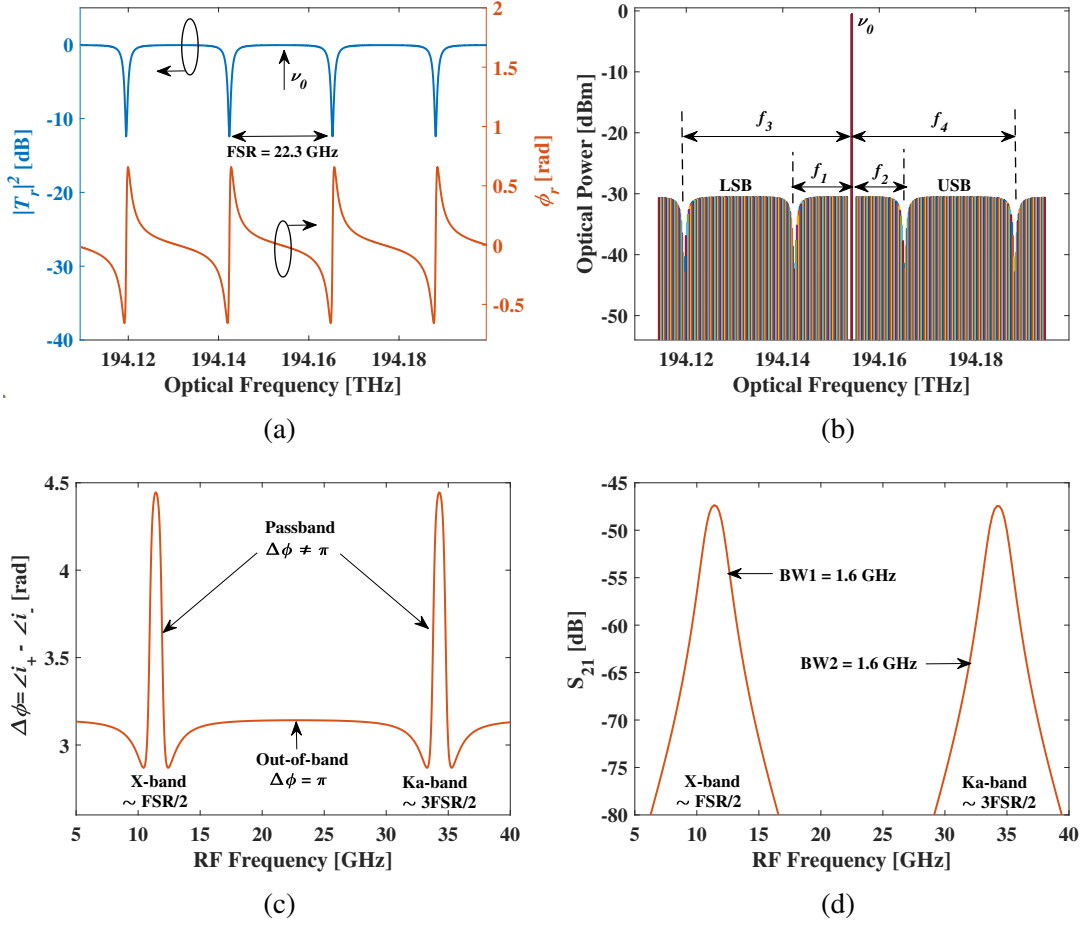 0
-10
-20
-30
-40
|T_r|² [dB]
2
1.5
1
0.5
0
-0.5
ϕ_r [rad]
ν_0
FSR = 22.3 GHz
194.12 194.14 194.16 194.18
Optical Frequency [THz]
(a)
0
-10
-20
-30
-40
-50
Optical Power [dBm]
ν_0
f_3 f_4
LSB f_1 f_2 USB
194.12 194.14 194.16 194.18
Optical Frequency [THz]
(b)
4.5
4
3.5
3
Δϕ=∠i_+ - ∠i_- [rad]
Passband
Δϕ ≠ π
Out-of-band
Δϕ = π
X-band
~ FSR/2
Ka-band
~ 3FSR/2
5 10 15 20 25 30 35 40
RF Frequency [GHz]
(c)
-45
-50
-55
-60
-65
-70
-75
-80
S_21 [dB]
BW1 = 1.6 GHz
BW2 = 1.6 GHz
X-band
~ FSR/2
Ka-band
~ 3FSR/2
5 10 15 20 25 30 35 40
RF Frequency [GHz]
(d)